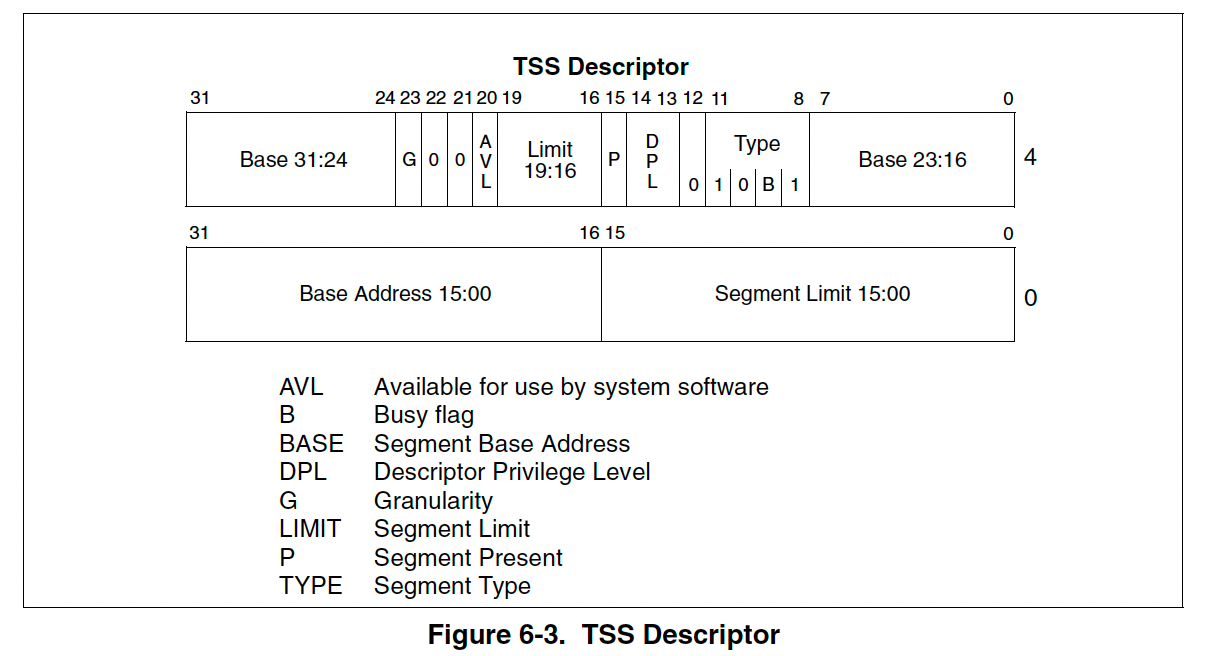 TSS Descriptor
31 24 23 22 21 20 19 16 15 14 13 12 11 8 7 0
Base 31:24 G 0 0 AVL Limit 19:16 P DPL 0 Type 1 0 B 1 Base 23:16 4
31 16 15 0
Base Address 15:00 Segment Limit 15:00 0
AVL Available for use by system software
B Busy flag
BASE Segment Base Address
DPL Descriptor Privilege Level
G Granularity
LIMIT Segment Limit
P Segment Present
TYPE Segment Type
Figure 6-3. TSS Descriptor